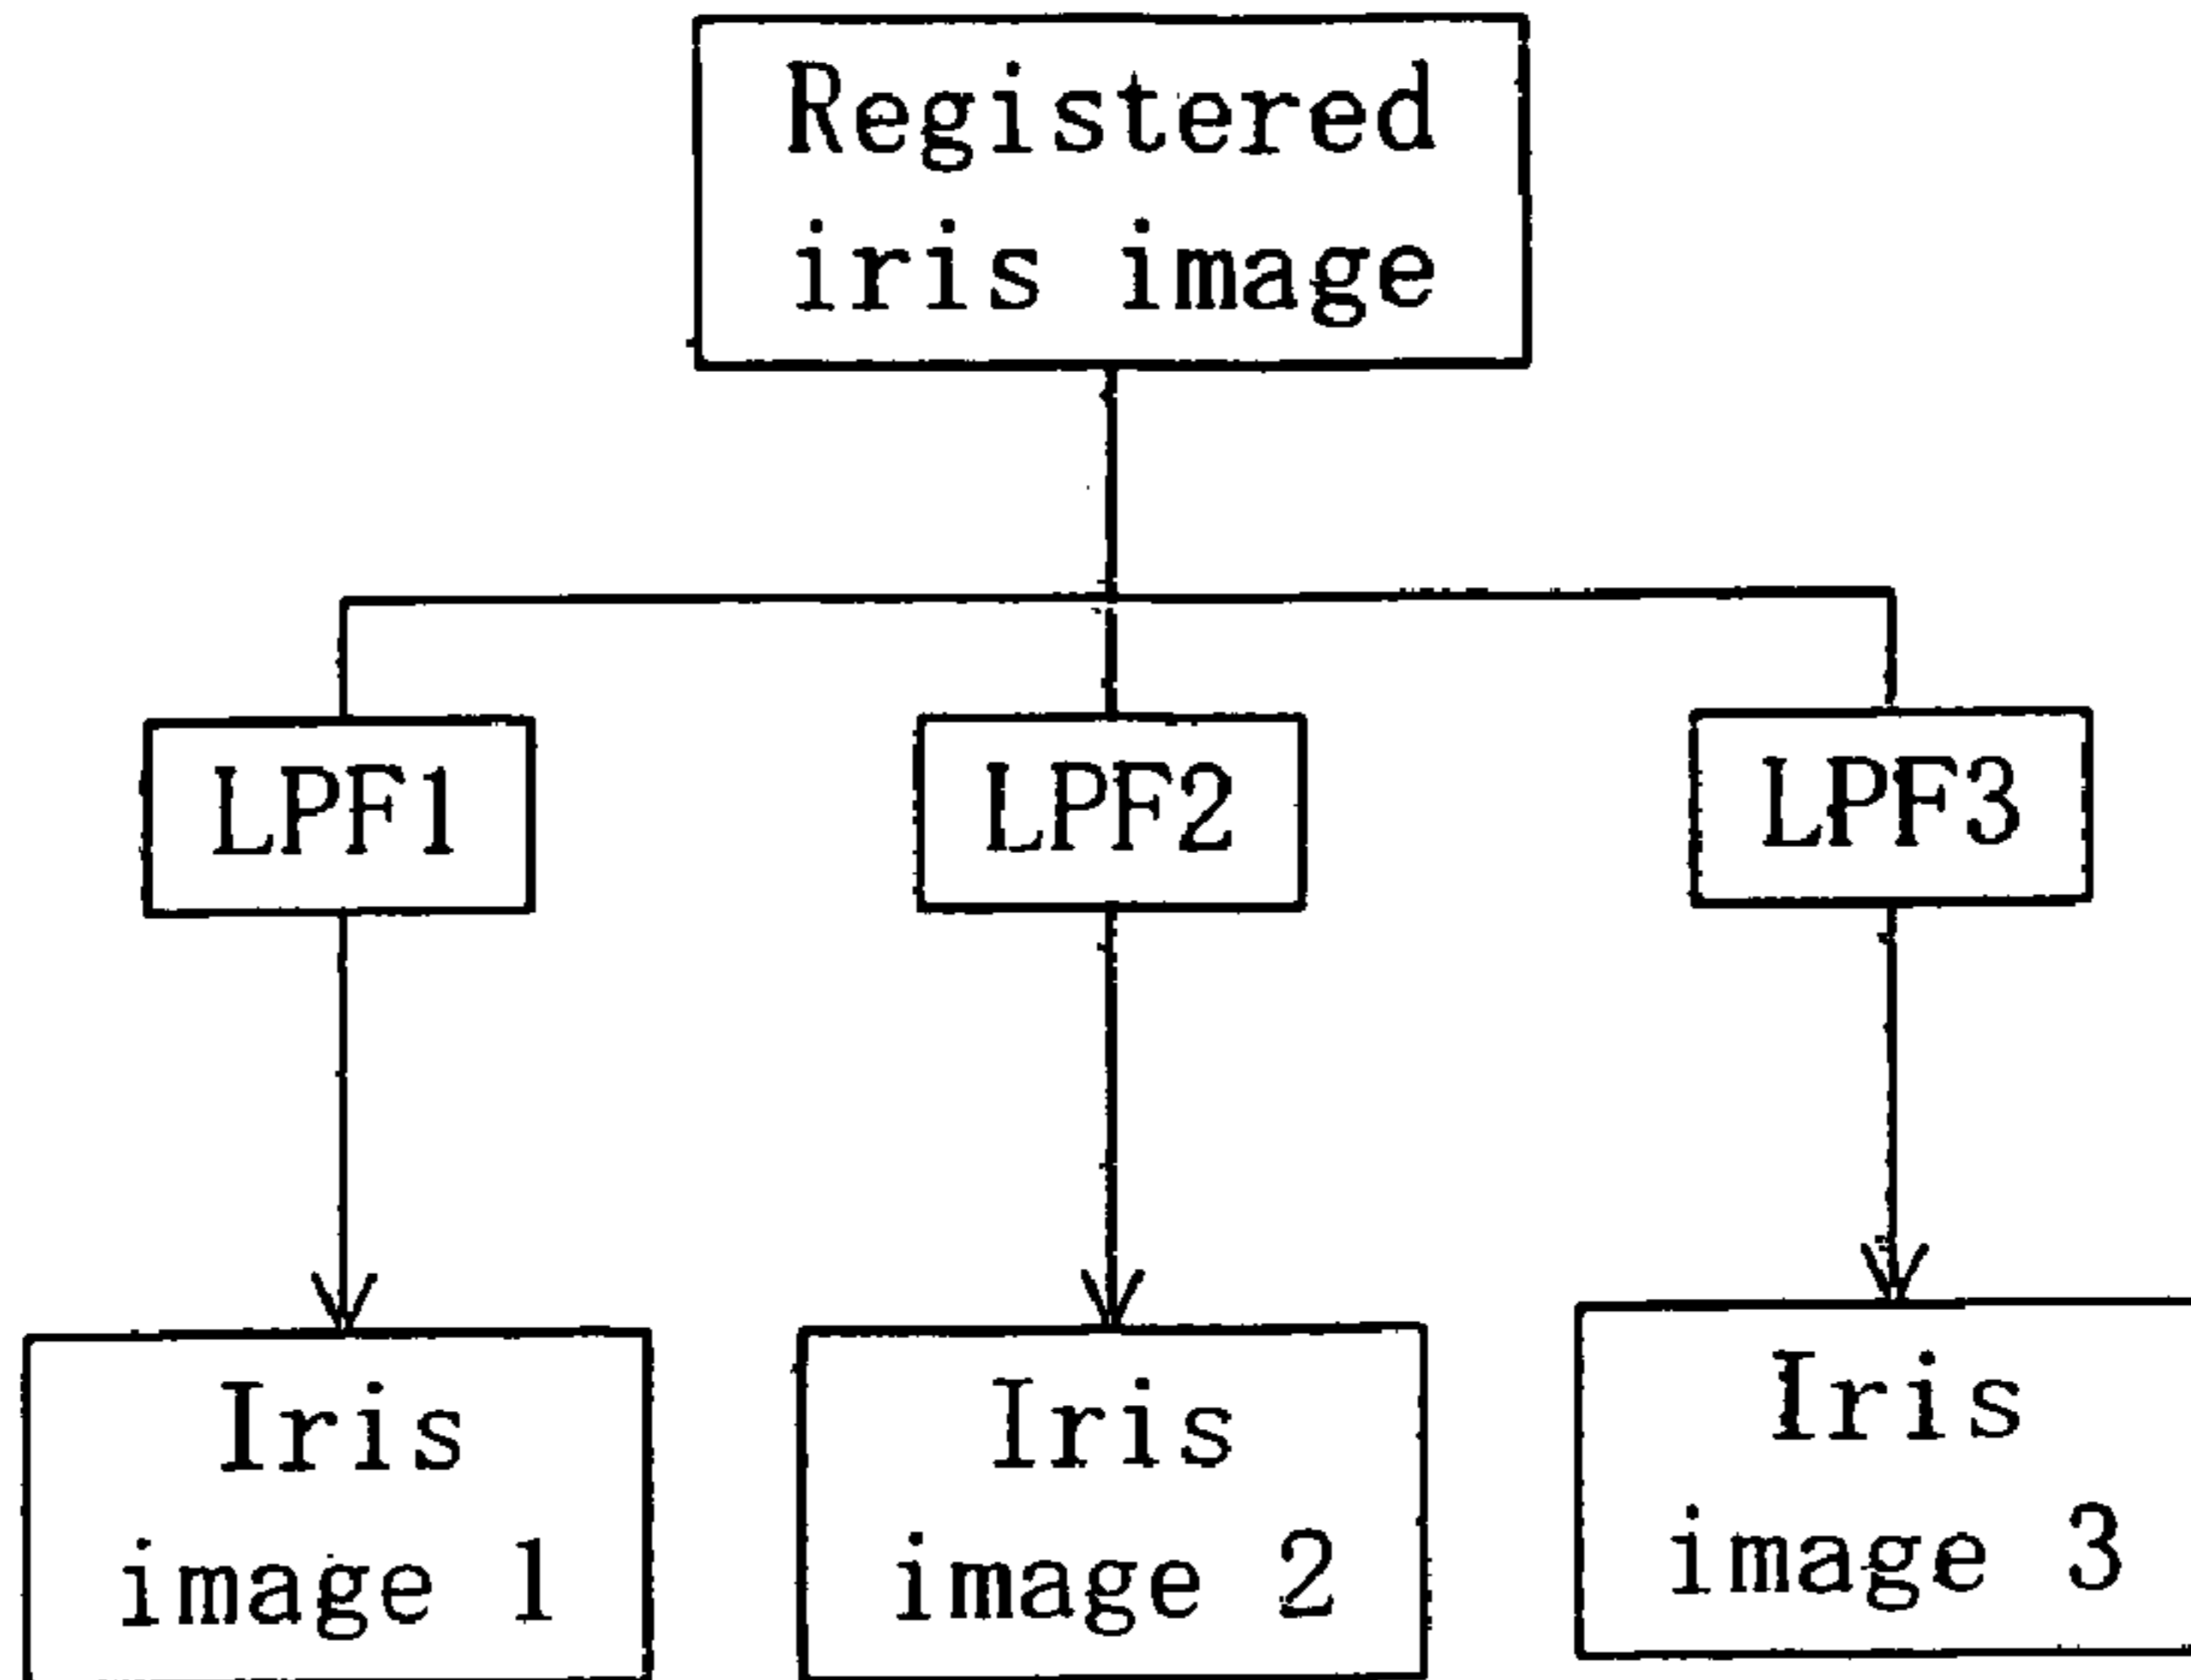 Registered
iris image
LPF1
LPF2
LPF3
Iris
image 1
Iris
image 2
Iris
image 3